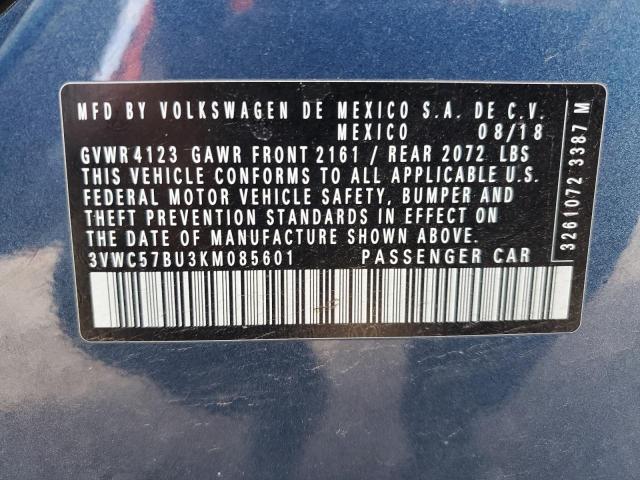 MFD BY VOLKSWAGEN DE MEXICO S.A. DE C.V.
MEXICO 08/18
GVWR 4123 GAWR FRONT 2161 / REAR 2072 LBS
THIS VEHICLE CONFORMS TO ALL APPLICABLE U.S.
FEDERAL MOTOR VEHICLE SAFETY, BUMPER AND
THEFT PREVENTION STANDARDS IN EFFECT ON
THE DATE OF MANUFACTURE SHOWN ABOVE.
3VWC57BU3KM085601 PASSENGER CAR
3261072 3387 M